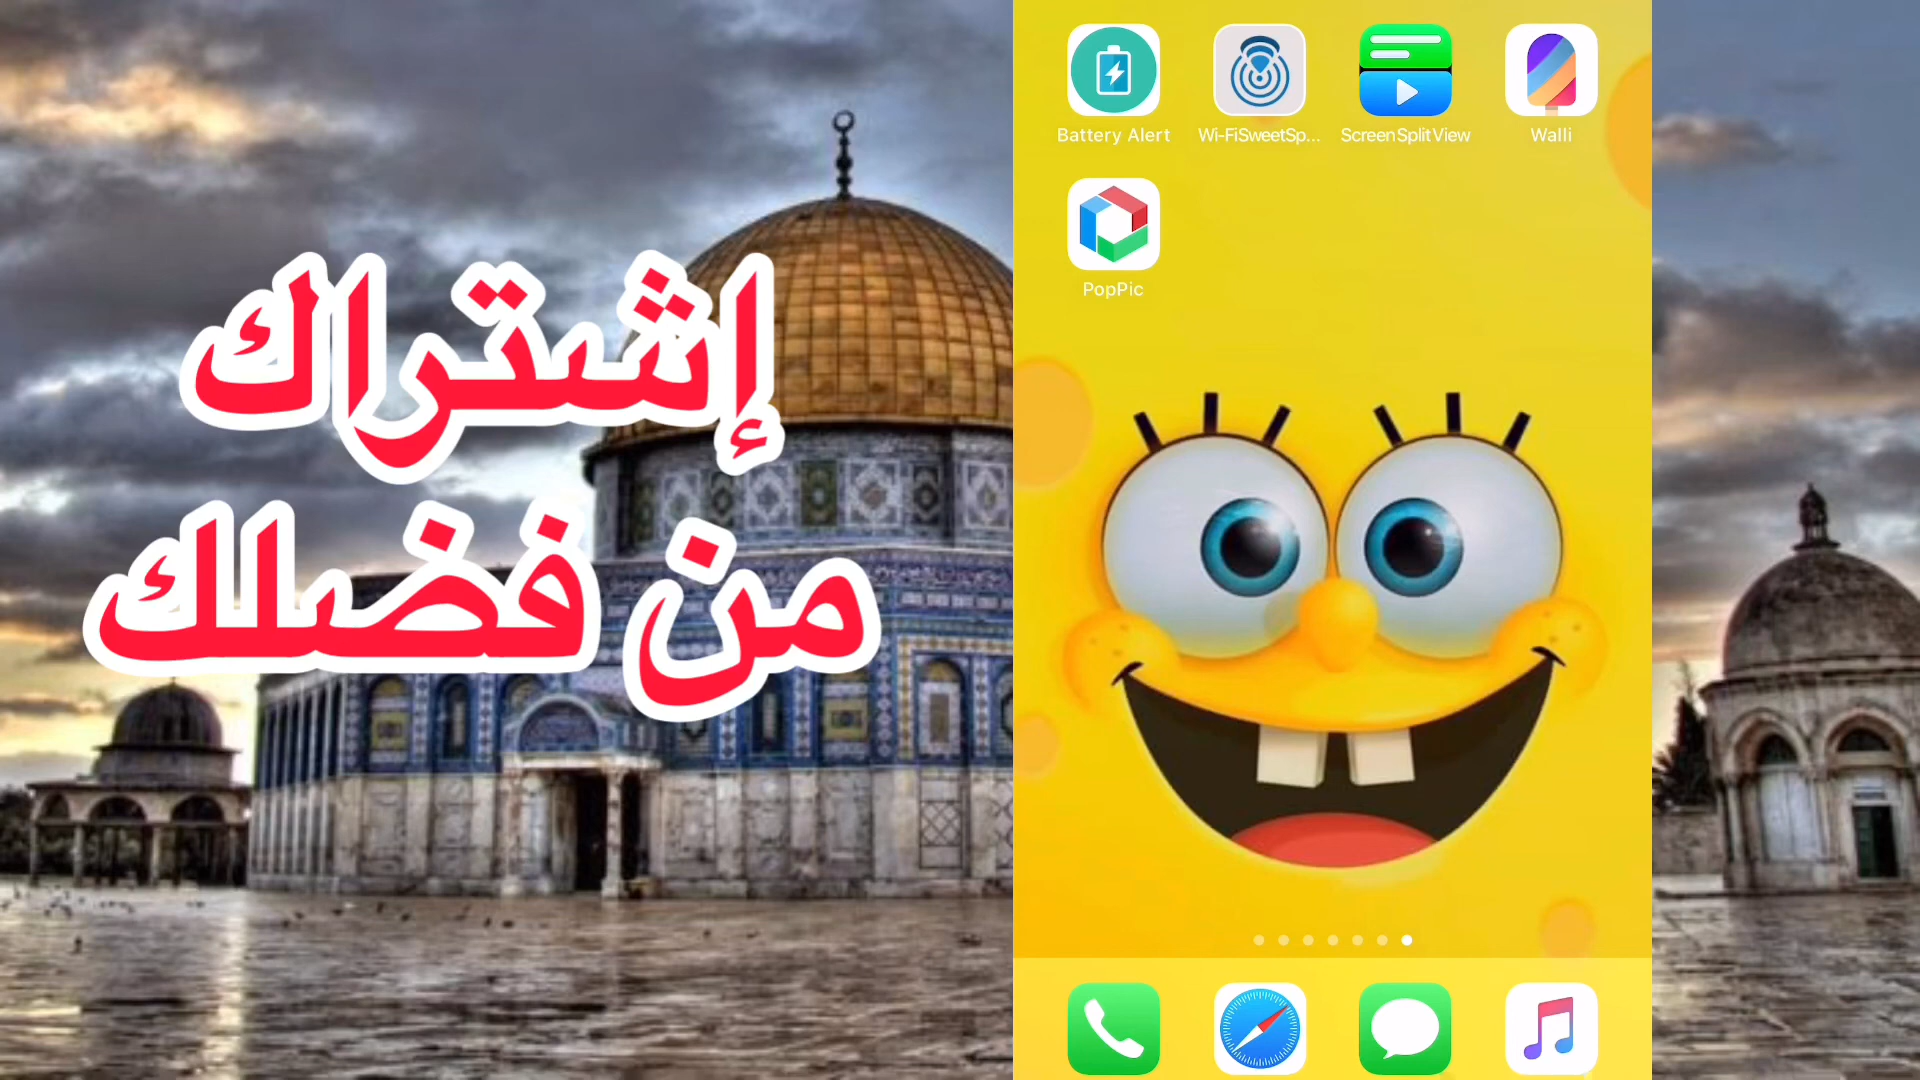 إشتراك
من فضلك
Battery Alert
Wi-FiSweetSp...
ScreenSplitView
Walli
PopPic